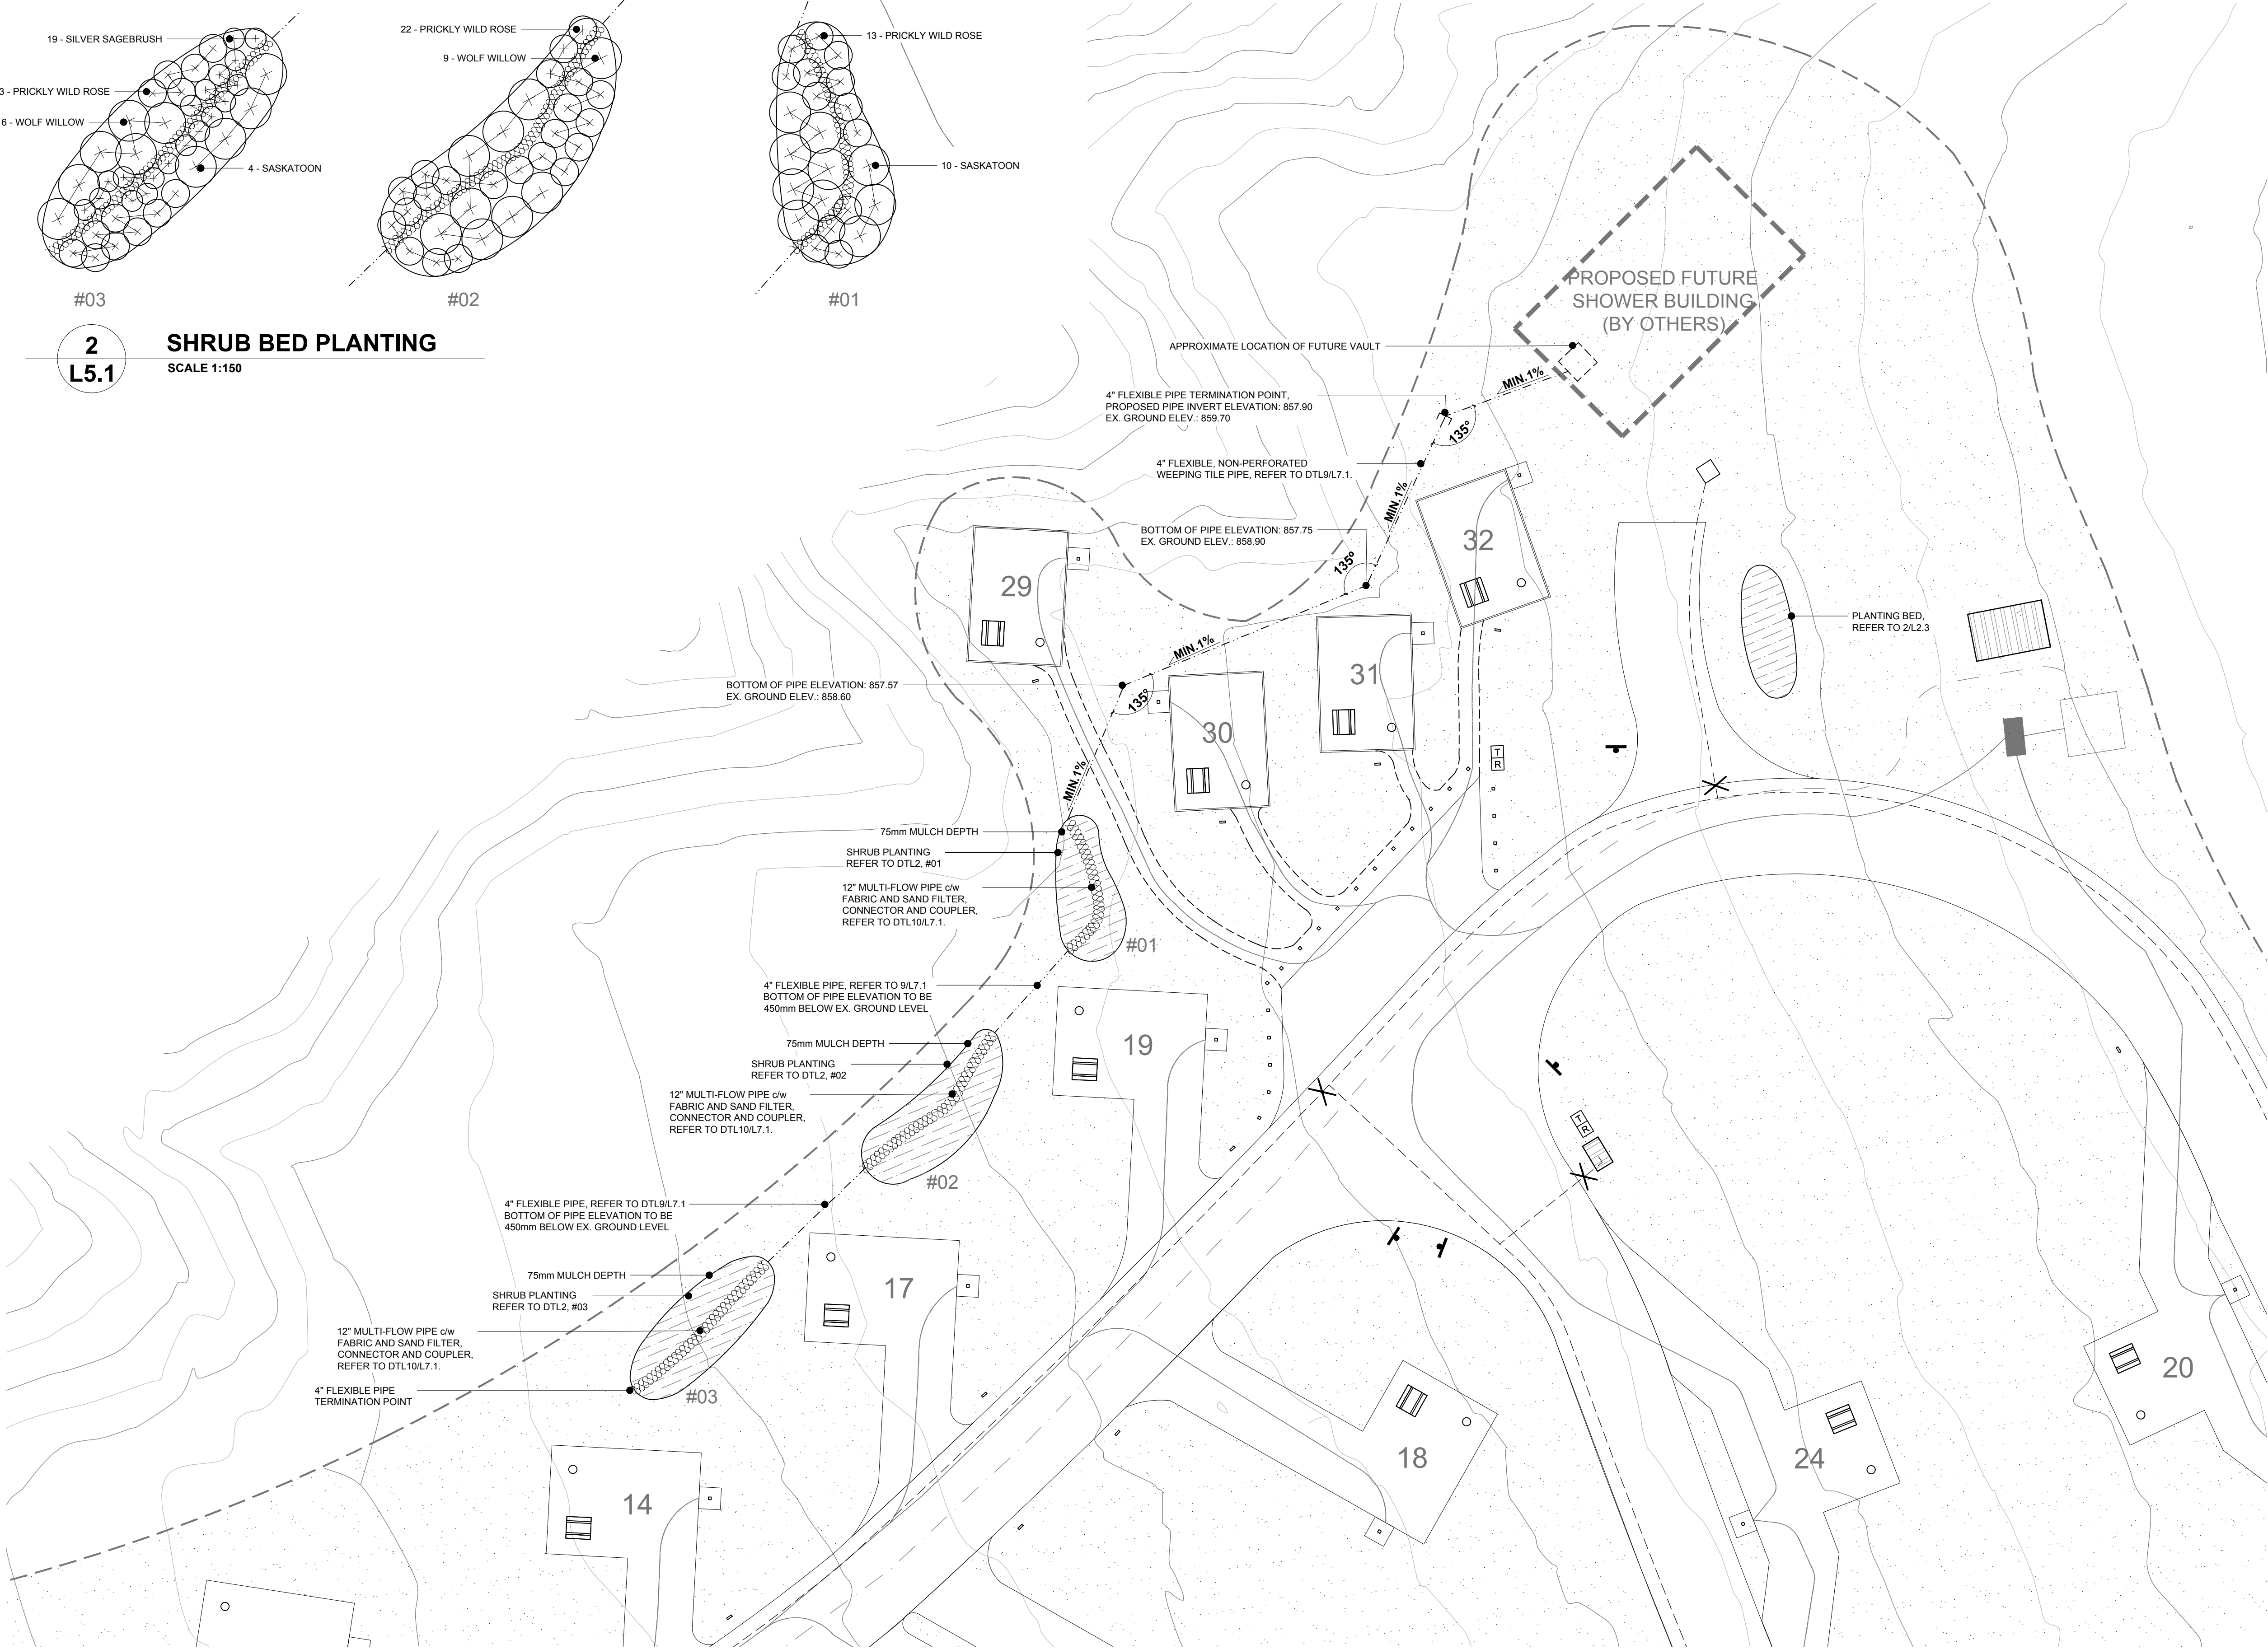 19 - SILVER SAGEBRUSH
3 - PRICKLY WILD ROSE
6 - WOLF WILLOW
4 - SASKATOON
#03
22 - PRICKLY WILD ROSE
9 - WOLF WILLOW
#02
13 - PRICKLY WILD ROSE
10 - SASKATOON
#01
2
L5.1
SHRUB BED PLANTING
SCALE 1:150
PROPOSED FUTURE
SHOWER BUILDING
(BY OTHERS)
APPROXIMATE LOCATION OF FUTURE VAULT
MIN.1%
4" FLEXIBLE PIPE TERMINATION POINT,
PROPOSED PIPE INVERT ELEVATION: 857.90
EX. GROUND ELEV.: 859.70
135°
4" FLEXIBLE, NON-PERFORATED
WEEPING TILE PIPE, REFER TO DTL9/L7.1.
MIN.1%
BOTTOM OF PIPE ELEVATION: 857.75
EX. GROUND ELEV.: 858.90
135°
32
29
PLANTING BED,
REFER TO 2/L2.3
MIN.1%
31
BOTTOM OF PIPE ELEVATION: 857.57
EX. GROUND ELEV.: 858.60
135°
30
T
R
MIN.1%
75mm MULCH DEPTH
SHRUB PLANTING
REFER TO DTL2, #01
12" MULTI-FLOW PIPE c/w
FABRIC AND SAND FILTER,
CONNECTOR AND COUPLER,
REFER TO DTL10/L7.1.
#01
4" FLEXIBLE PIPE, REFER TO 9/L7.1
BOTTOM OF PIPE ELEVATION TO BE
450mm BELOW EX. GROUND LEVEL
19
75mm MULCH DEPTH
SHRUB PLANTING
REFER TO DTL2, #02
12" MULTI-FLOW PIPE c/w
FABRIC AND SAND FILTER,
CONNECTOR AND COUPLER,
REFER TO DTL10/L7.1.
T
R
#02
4" FLEXIBLE PIPE, REFER TO DTL9/L7.1
BOTTOM OF PIPE ELEVATION TO BE
450mm BELOW EX. GROUND LEVEL
17
75mm MULCH DEPTH
SHRUB PLANTING
REFER TO DTL2, #03
12" MULTI-FLOW PIPE c/w
FABRIC AND SAND FILTER,
CONNECTOR AND COUPLER,
REFER TO DTL10/L7.1.
4" FLEXIBLE PIPE
TERMINATION POINT
#03
20
18
24
14